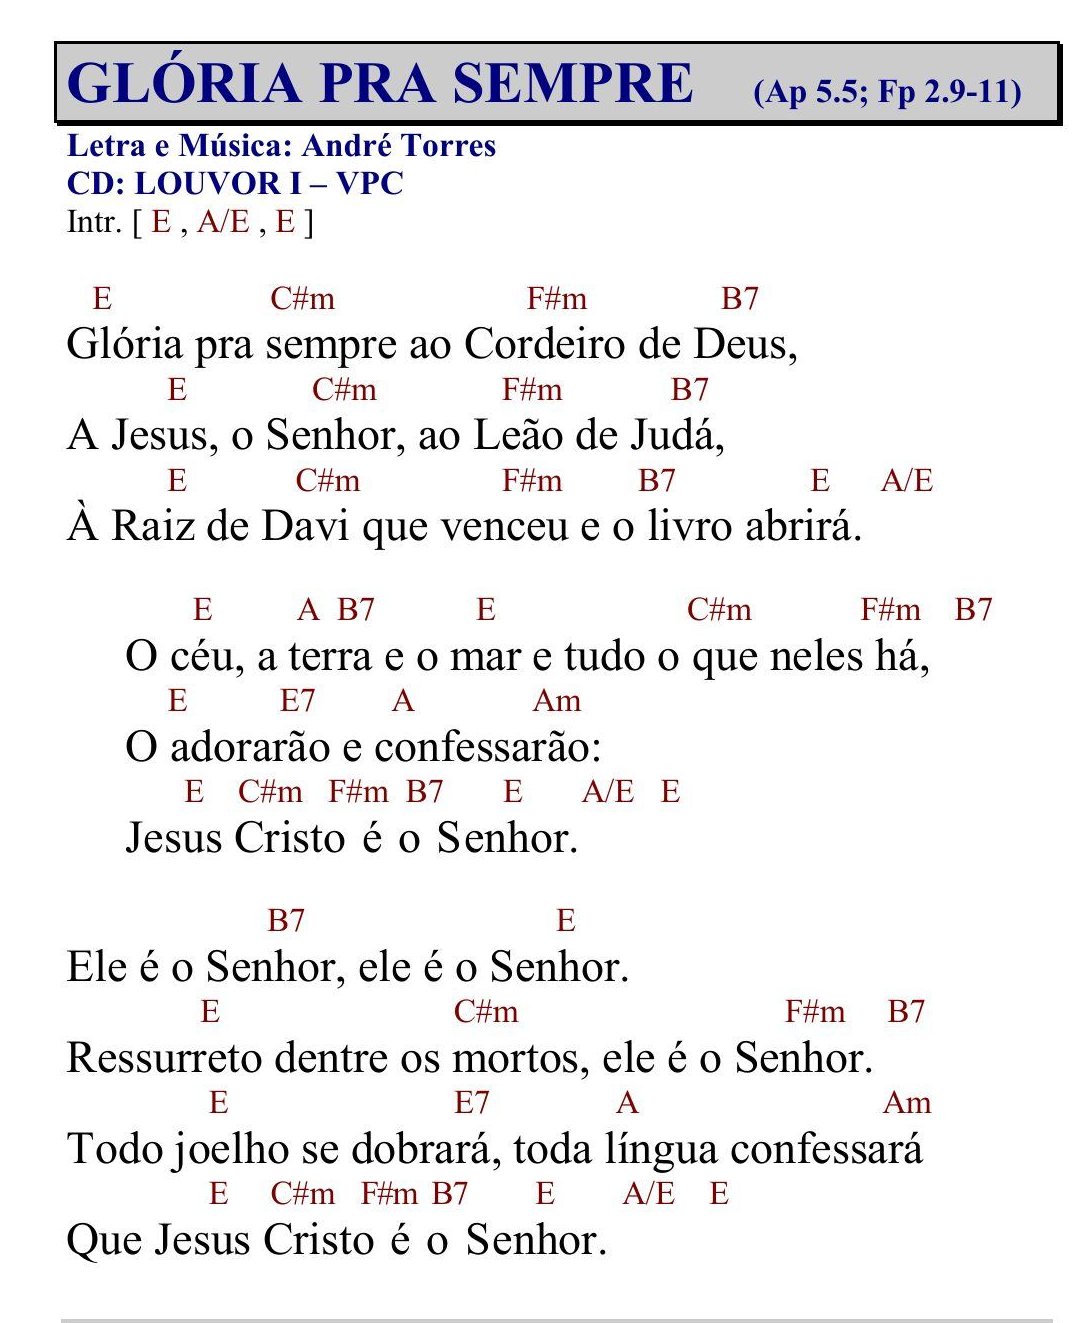 GLÓRIA PRA SEMPRE (Ap 5.5; Fp 2.9-11)
Letra e Música: André Torres
CD: LOUVOR I – VPC
Intr. [ E , A/E , E ]
E C#m F#m B7
Glória pra sempre ao Cordeiro de Deus,
E C#m F#m B7
A Jesus, o Senhor, ao Leão de Judá,
E C#m F#m B7 E A/E
À Raiz de Davi que venceu e o livro abrirá.
E A B7 E C#m F#m B7
O céu, a terra e o mar e tudo o que neles há,
E E7 A Am
O adorarão e confessarão:
E C#m F#m B7 E A/E E
Jesus Cristo é o Senhor.
B7 E
Ele é o Senhor, ele é o Senhor.
E C#m F#m B7
Ressurreto dentre os mortos, ele é o Senhor.
E E7 A Am
Todo joelho se dobrará, toda língua confessará
E C#m F#m B7 E A/E E
Que Jesus Cristo é o Senhor.